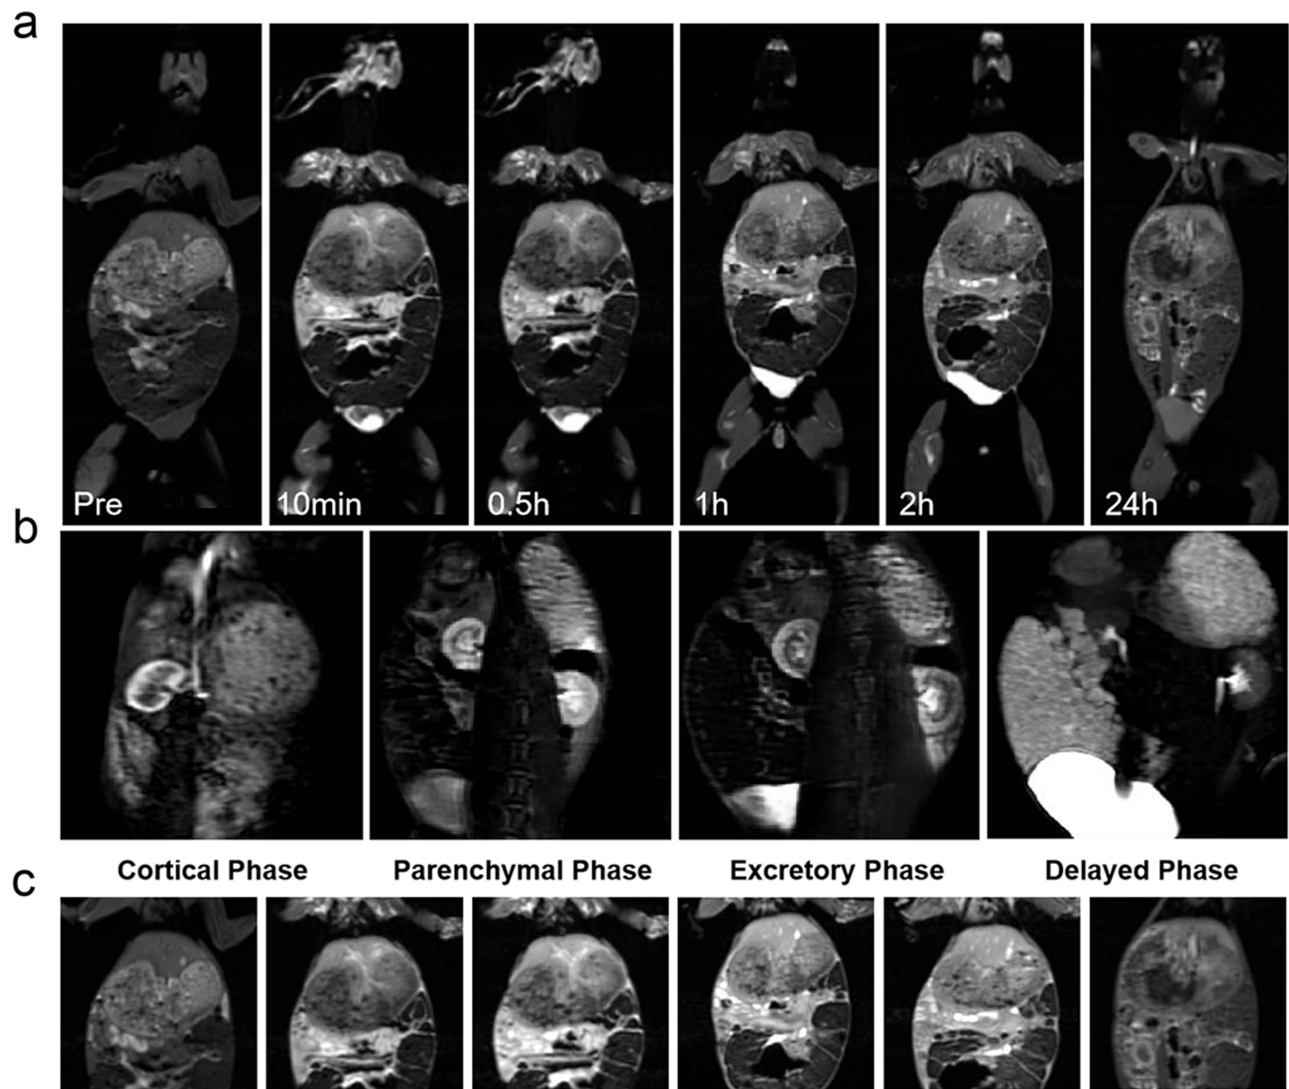 a
Pre
10min
0.5h
1h
2h
24h
b
Cortical Phase
Parenchymal Phase
Excretory Phase
Delayed Phase
c